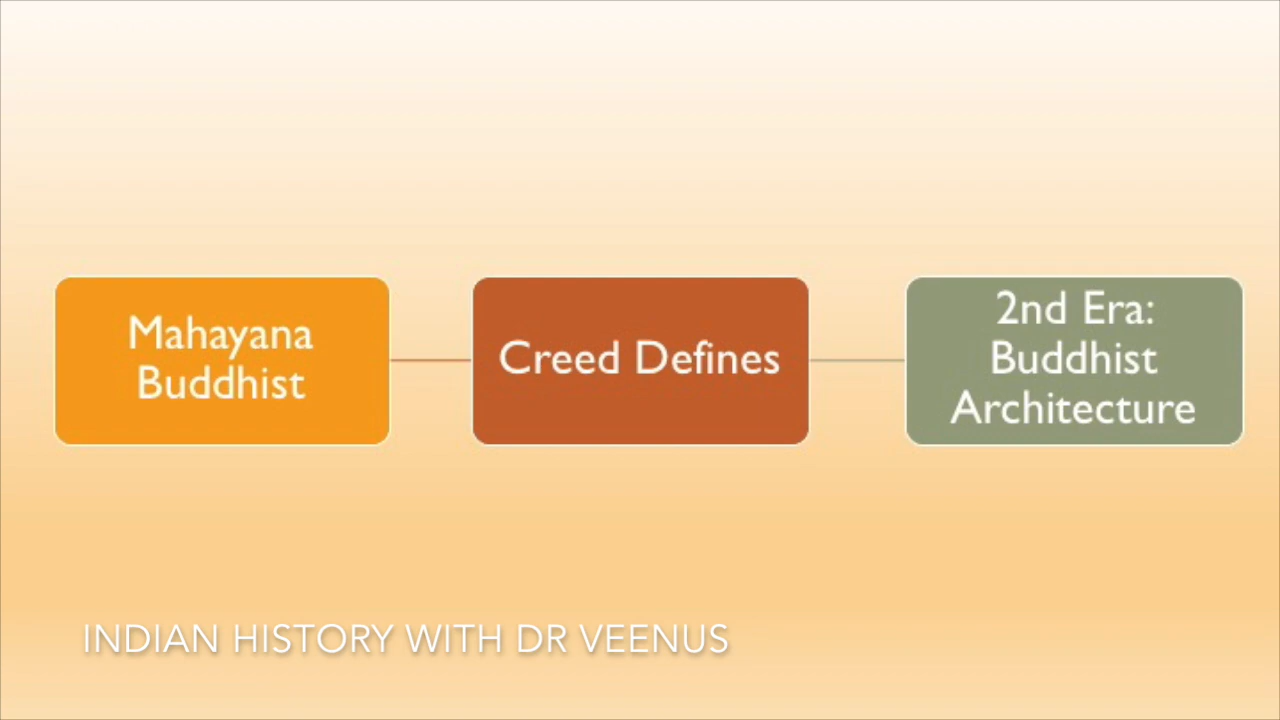 Mahayana
Buddhist
Creed Defines
2nd Era:
Buddhist
Architecture
INDIAN HISTORY WITH DR VEENUS